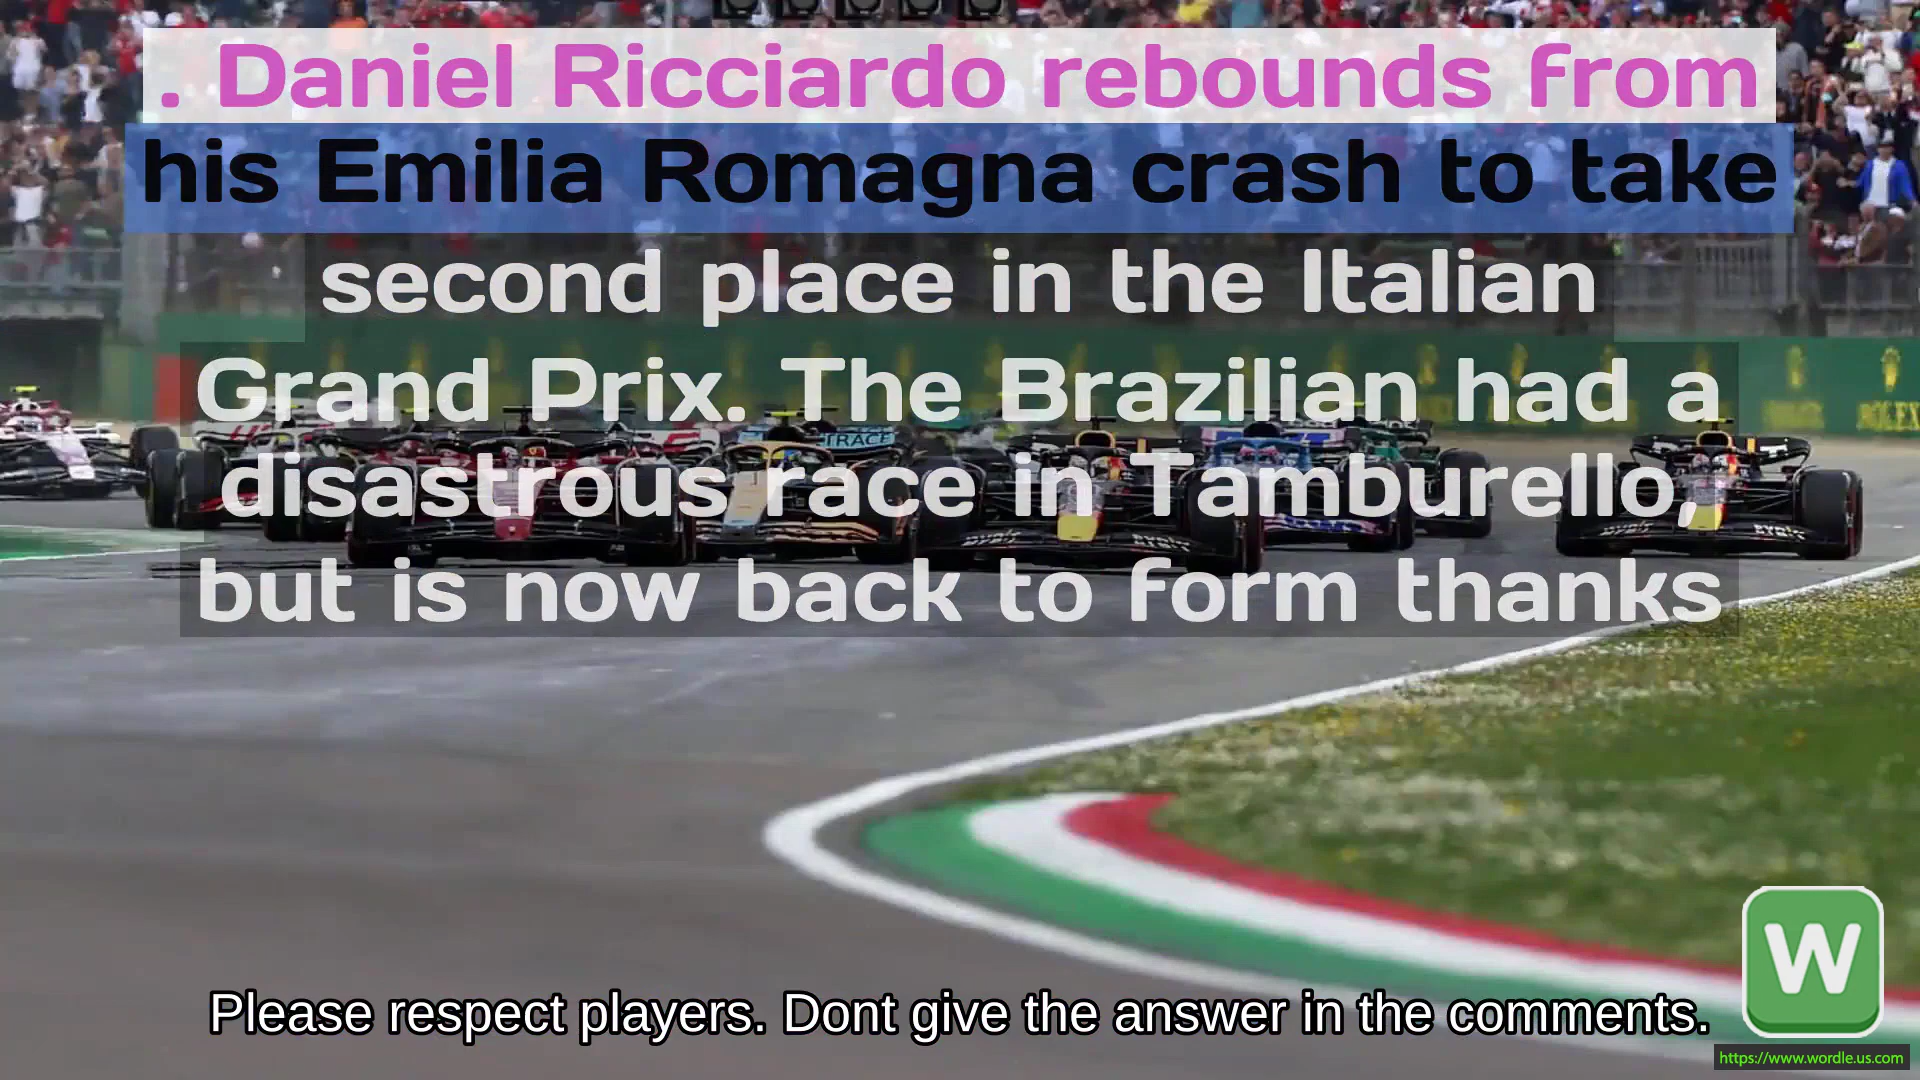 . Daniel Ricciardo rebounds from
his Emilia Romagna crash to take
second place in the Italian
Grand Prix. The Brazilian had a
disastrous race in Tamburello,
but is now back to form thanks
TRACE
ROLEX
Please respect players. Dont give the answer in the comments.
W
https://www.wordle.us.com